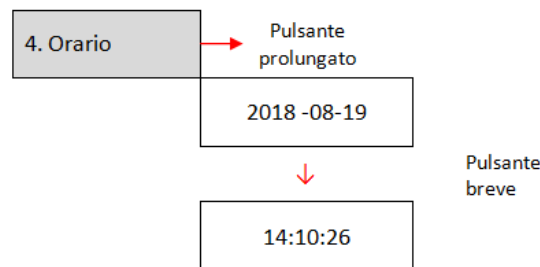 4. Orario
Pulsante
prolungato
2018 -08-19
Pulsante
breve
14:10:26